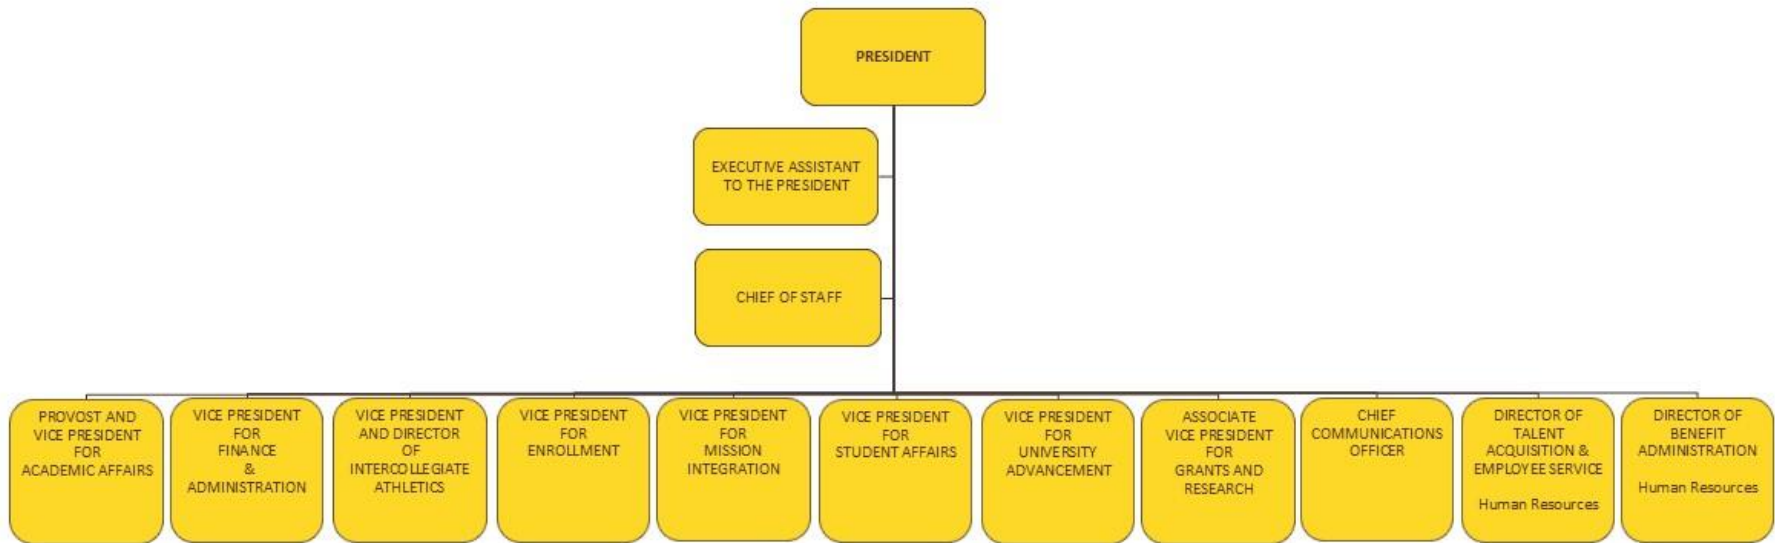 PRESIDENT
EXECUTIVE ASSISTANT
TO THE PRESIDENT
CHIEF OF STAFF
PROVOST AND
VICE PRESIDENT
FOR
ACADEMIC AFFAIRS
VICE PRESIDENT
FOR
FINANCE
&
ADMINISTRATION
VICE PRESIDENT
AND DIRECTOR
OF
INTERCOLLEGIATE
ATHLETICS
VICE PRESIDENT
FOR
ENROLLMENT
VICE PRESIDENT
FOR
MISSION
INTEGRATION
VICE PRESIDENT
FOR
STUDENT AFFAIRS
VICE PRESIDENT
FOR
UNIVERSITY
ADVANCEMENT
ASSOCIATE
VICE PRESIDENT
FOR
GRANTS AND
RESEARCH
CHIEF
COMMUNICATIONS
OFFICER
DIRECTOR OF
TALENT
ACQUISITION &
EMPLOYEE SERVICE
Human Resources
DIRECTOR OF
BENEFIT
ADMINISTRATION
Human Resources